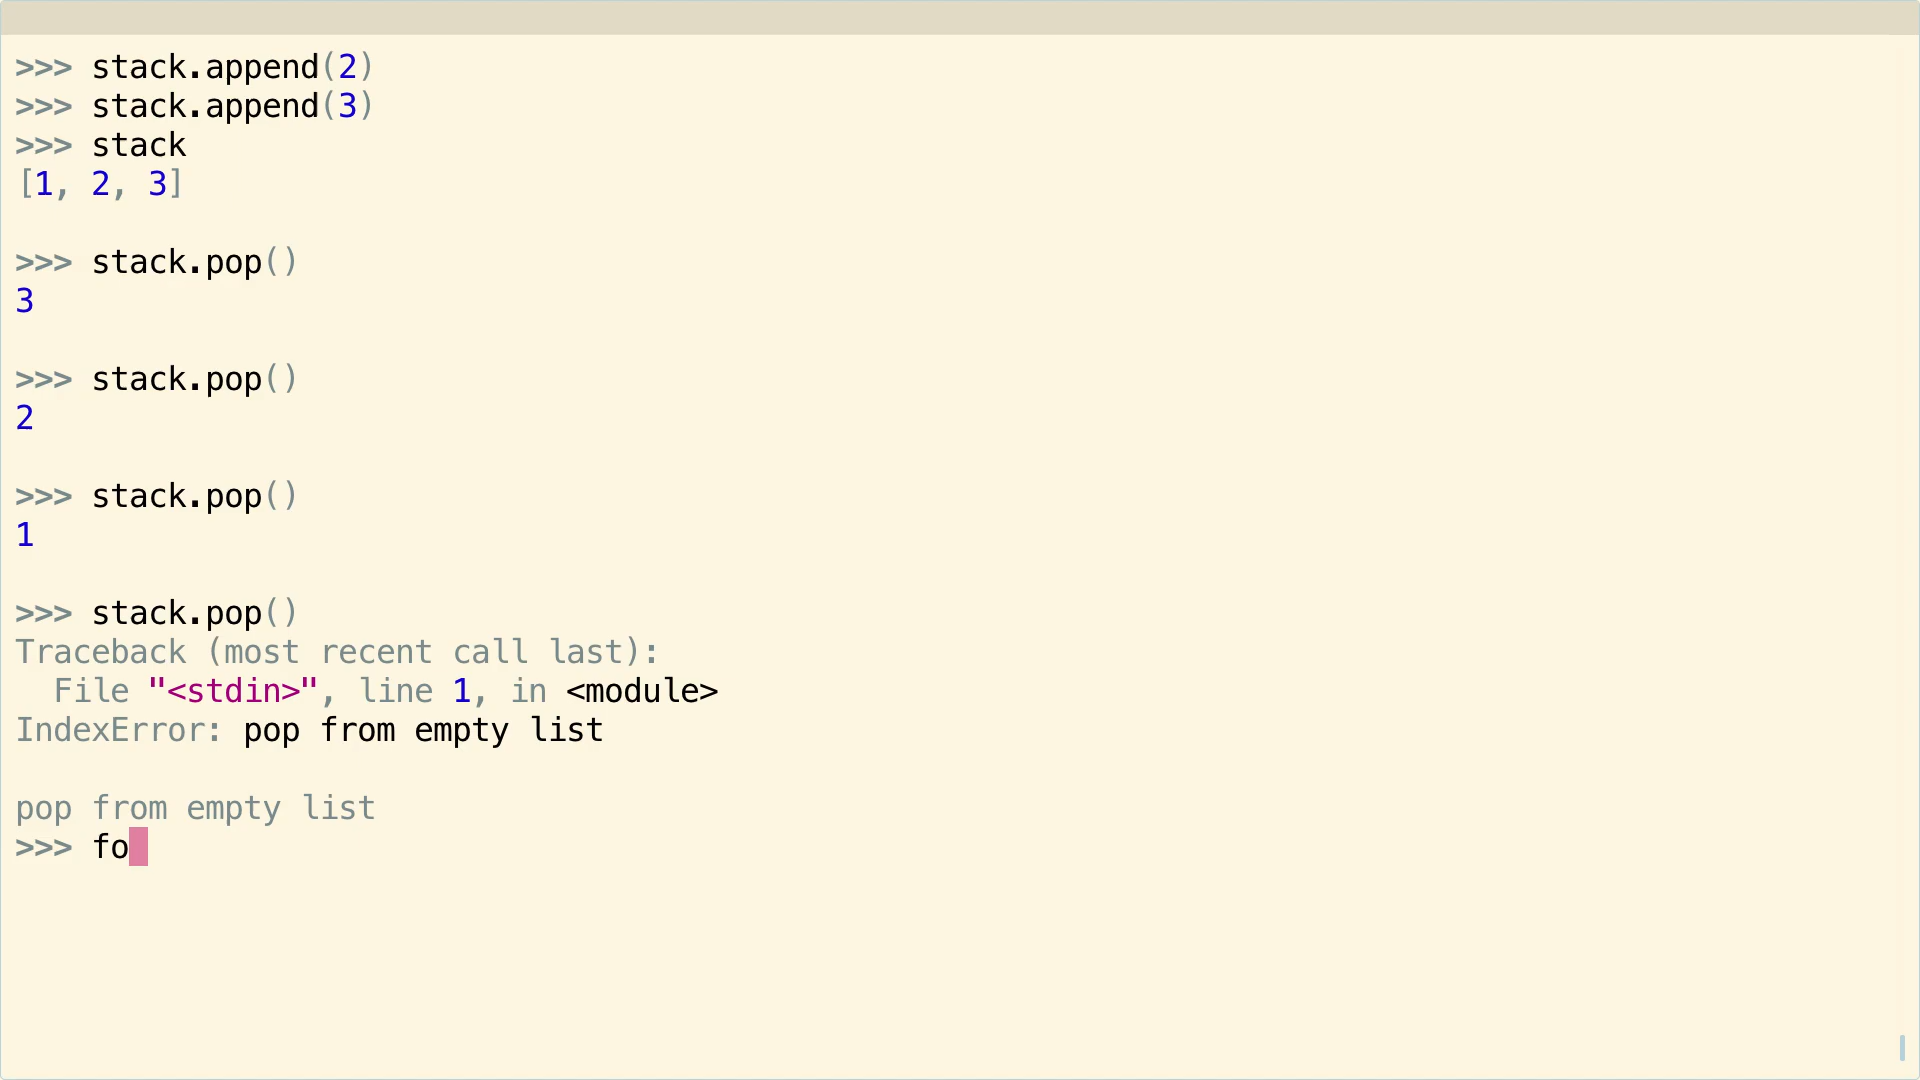 >>> stack.append(2)
>>> stack.append(3)
>>> stack
[1, 2, 3]
>>> stack.pop()
3
>>> stack.pop()
2
>>> stack.pop()
1
>>> stack.pop()
Traceback (most recent call last):
  File "<stdin>", line 1, in <module>
IndexError: pop from empty list
pop from empty list
>>> fo